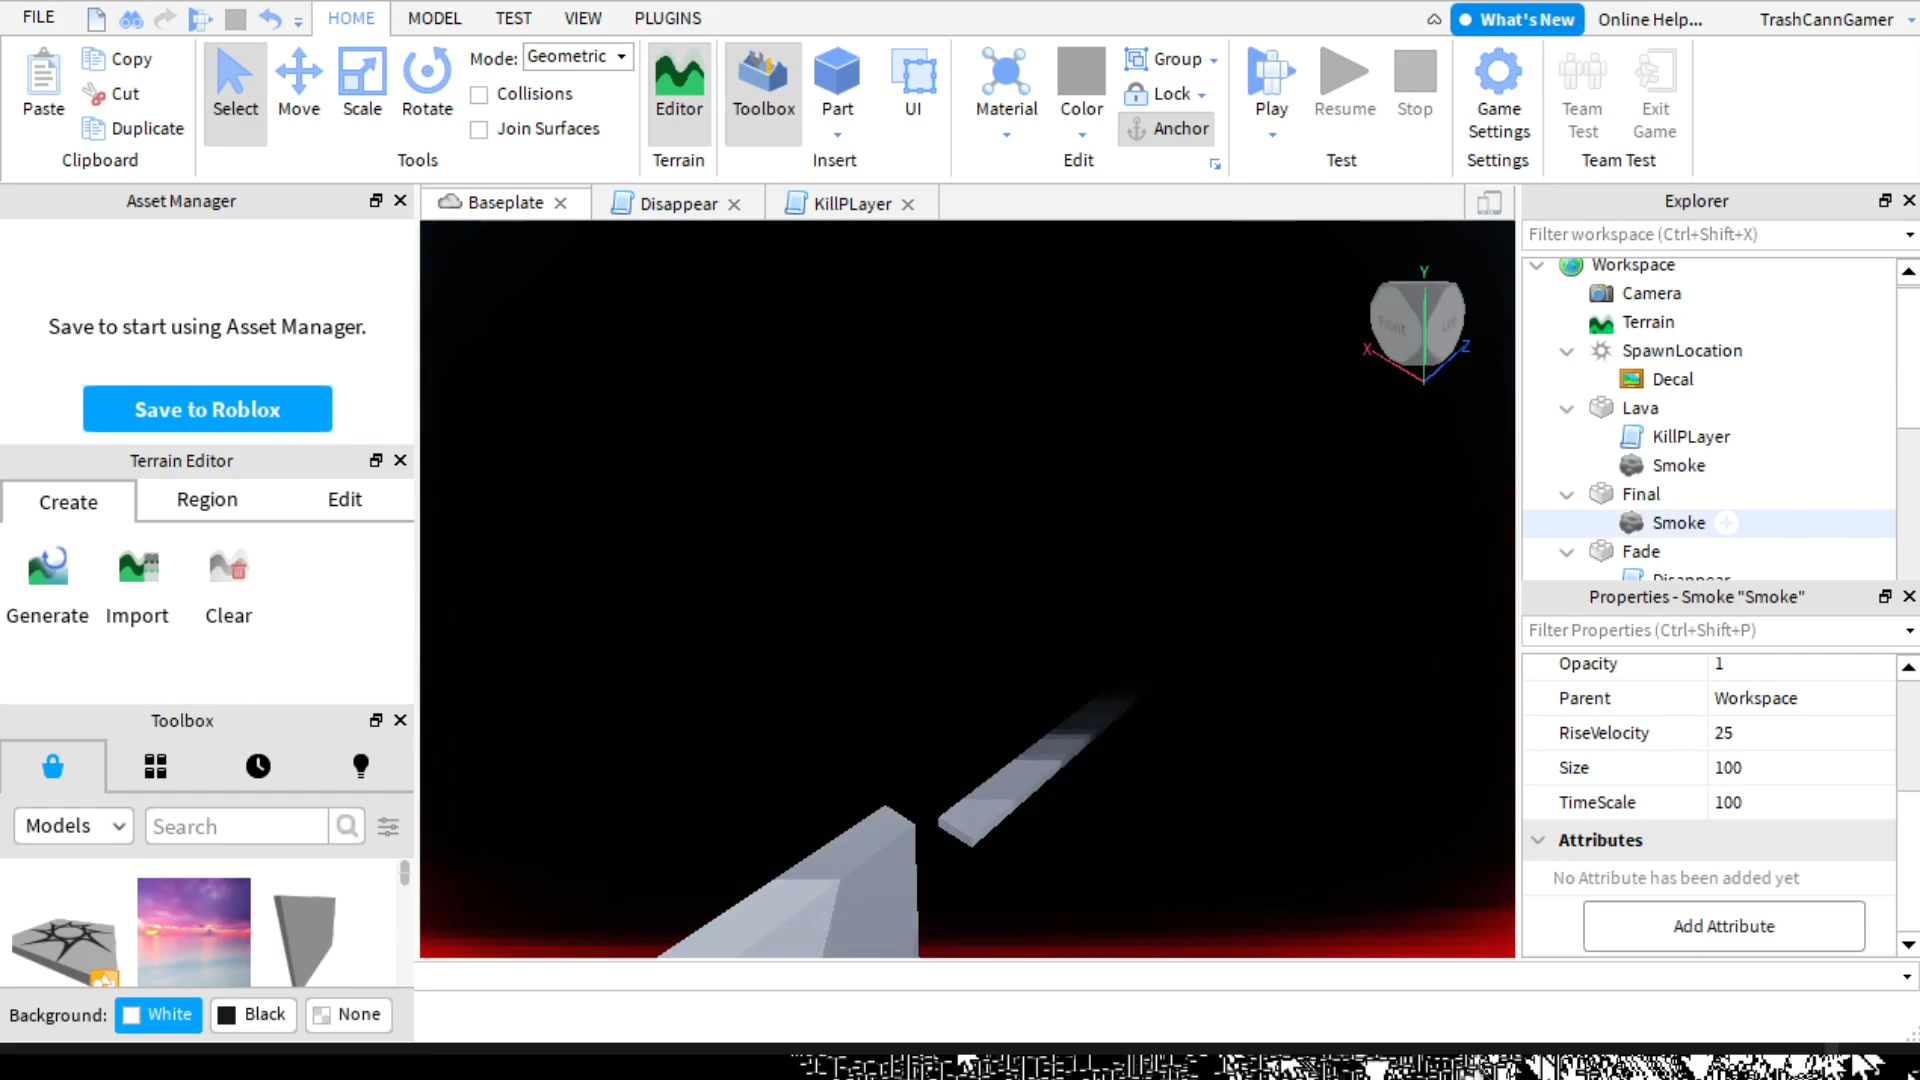 FILE
HOME
MODEL
TEST
VIEW
PLUGINS
What's New
Online Help...
TrashCannGamer
Paste
Copy
Cut
Duplicate
Clipboard
Select
Move
Scale
Rotate
Mode: Geometric
Collisions
Join Surfaces
Tools
Editor
Terrain
Toolbox
Part
UI
Insert
Material
Color
Group
Lock
Anchor
Edit
Play
Resume
Stop
Test
Game
Settings
Settings
Team
Test
Exit
Game
Team Test
Asset Manager
Save to start using Asset Manager.
Save to Roblox
Terrain Editor
Create
Region
Edit
Generate
Import
Clear
Toolbox
Models
Search
Background:
White
Black
None
Baseplate
Disappear
KillPLayer
Y
Front
X
Z
Explorer
Filter workspace (Ctrl+Shift+X)
Workspace
Camera
Terrain
SpawnLocation
Decal
Lava
KillPLayer
Smoke
Final
Smoke
Fade
Disappear
Properties - Smoke "Smoke"
Filter Properties (Ctrl+Shift+P)
Opacity 1
Parent Workspace
RiseVelocity 25
Size 100
TimeScale 100
Attributes
No Attribute has been added yet
Add Attribute